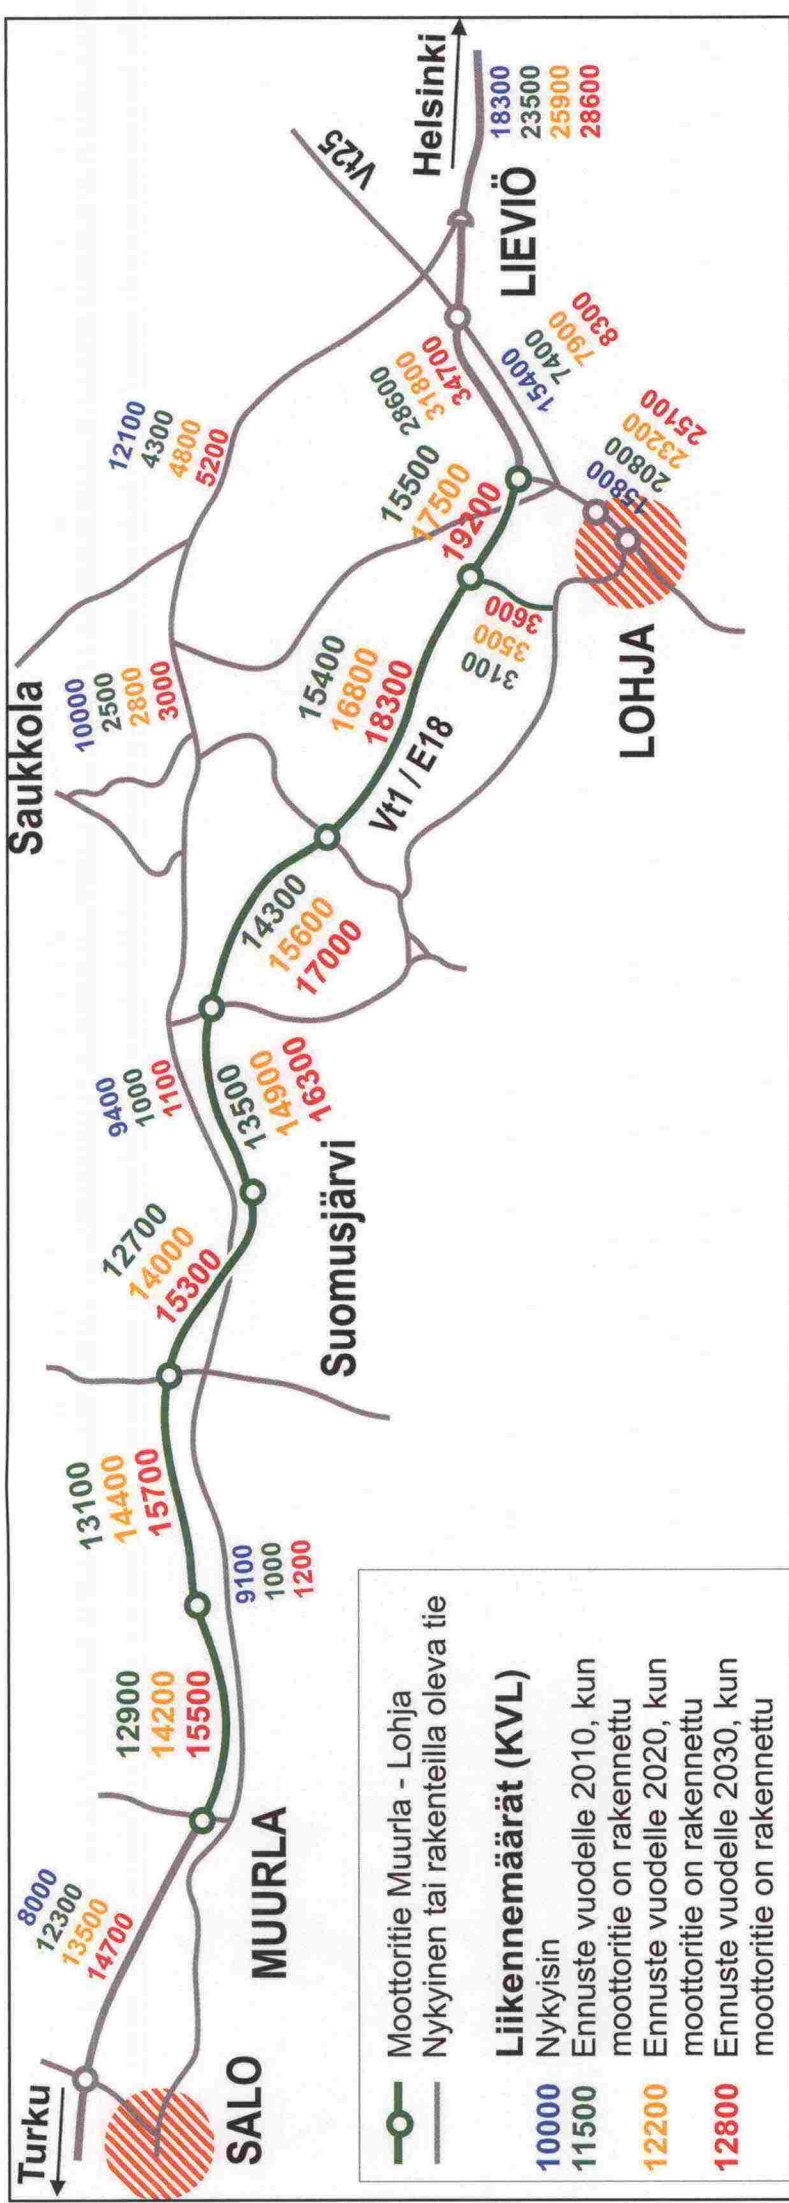 Turku
SALO
8000
12300
13500
14700
MUURLA
12900
14200
15500
13100
14400
15700
9100
1000
1200
12700
14000
15300
Suomusjärvi
9400
1000
1100
13500
14900
16300
14300
15600
17000
Saukkola
10000
2500
2800
3000
Vt1 / E18
15400
16800
18300
12100
4300
4800
5200
3100
3500
3600
LOHJA
15500
17500
19200
28600
31800
34700
15800
20800
23200
25100
15400
7400
7900
8300
LIEVIÖ
Vt25
Helsinki
18300
23500
25900
28600
Moottoritie Muurla - Lohja
Nykyinen tai rakenteilla oleva tie
Liikennemäärät (KVL)
10000 Nykyisin
11500 Ennuste vuodelle 2010, kun
moottoritie on rakennettu
12200 Ennuste vuodelle 2020, kun
moottoritie on rakennettu
12800 Ennuste vuodelle 2030, kun
moottoritie on rakennettu